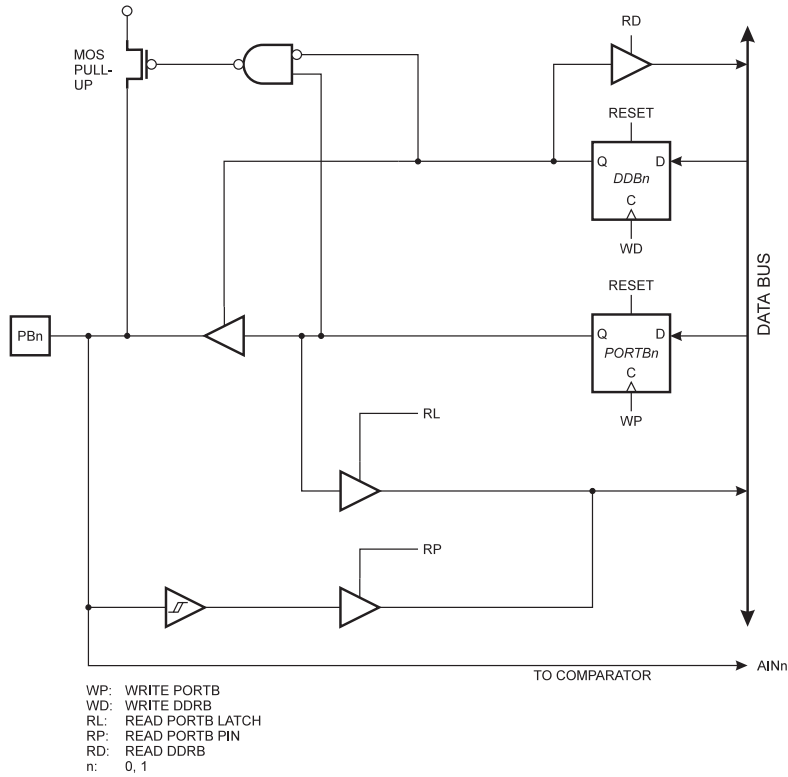 RD
MOS
PULL-
UP
RESET
Q
D
DDBn
C
WD
DATA BUS
RESET
PBn
Q
D
PORTBn
C
WP
RL
RP
TO COMPARATOR
AINn
WP: WRITE PORTB
WD: WRITE DDRB
RL: READ PORTB LATCH
RP: READ PORTB PIN
RD: READ DDRB
n: 0, 1